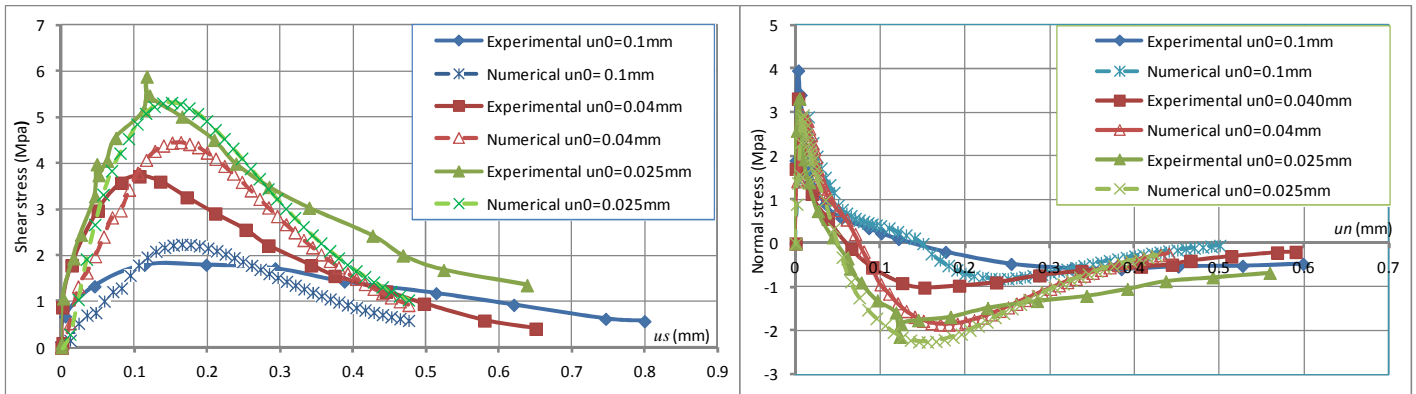 Shear stress (Mpa)
7
6
5
4
3
2
1
0
0 0.1 0.2 0.3 0.4 0.5 0.6 0.7 0.8 0.9
us (mm)
Experimental un0=0.1mm
Numerical un0= 0.1mm
Experimental un0=0.04mm
Numerical un0=0.04mm
Experimental un0=0.025mm
Numerical un0=0.025mm
Normal stress (Mpa)
5
4
3
2
1
0
-1
-2
-3
0 0.1 0.2 0.3 0.4 0.5 0.6 0.7
un (mm)
Experimental un0=0.1mm
Numerical un0=0.1mm
Experimental un0=0.040mm
Numerical un0=0.04mm
Expeirmental un0=0.025mm
Numerical un0=0.025mm